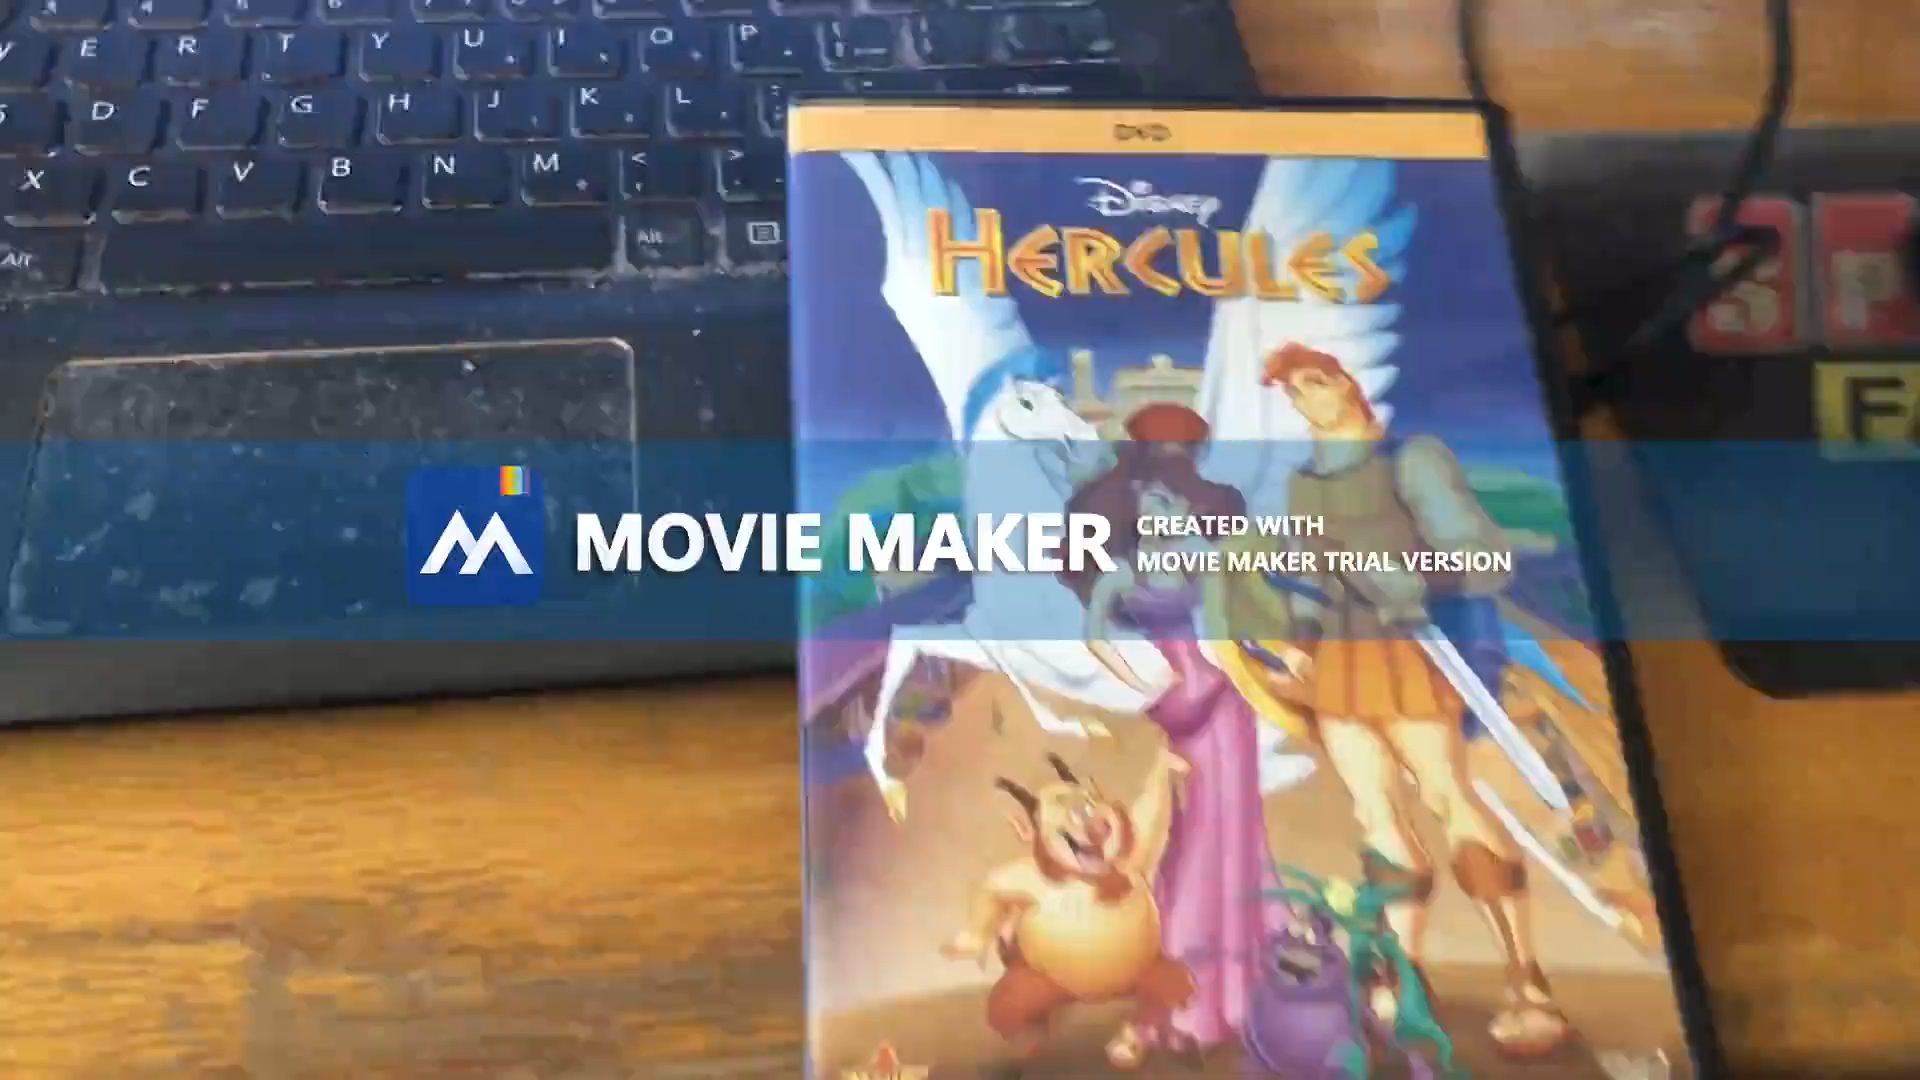 E R T Y U I O P
D F G H J K L
X C V B N M < >
Alt Alt
DVD
DISNEY
HERCULES
MOVIE MAKER
CREATED WITH
MOVIE MAKER TRIAL VERSION
F